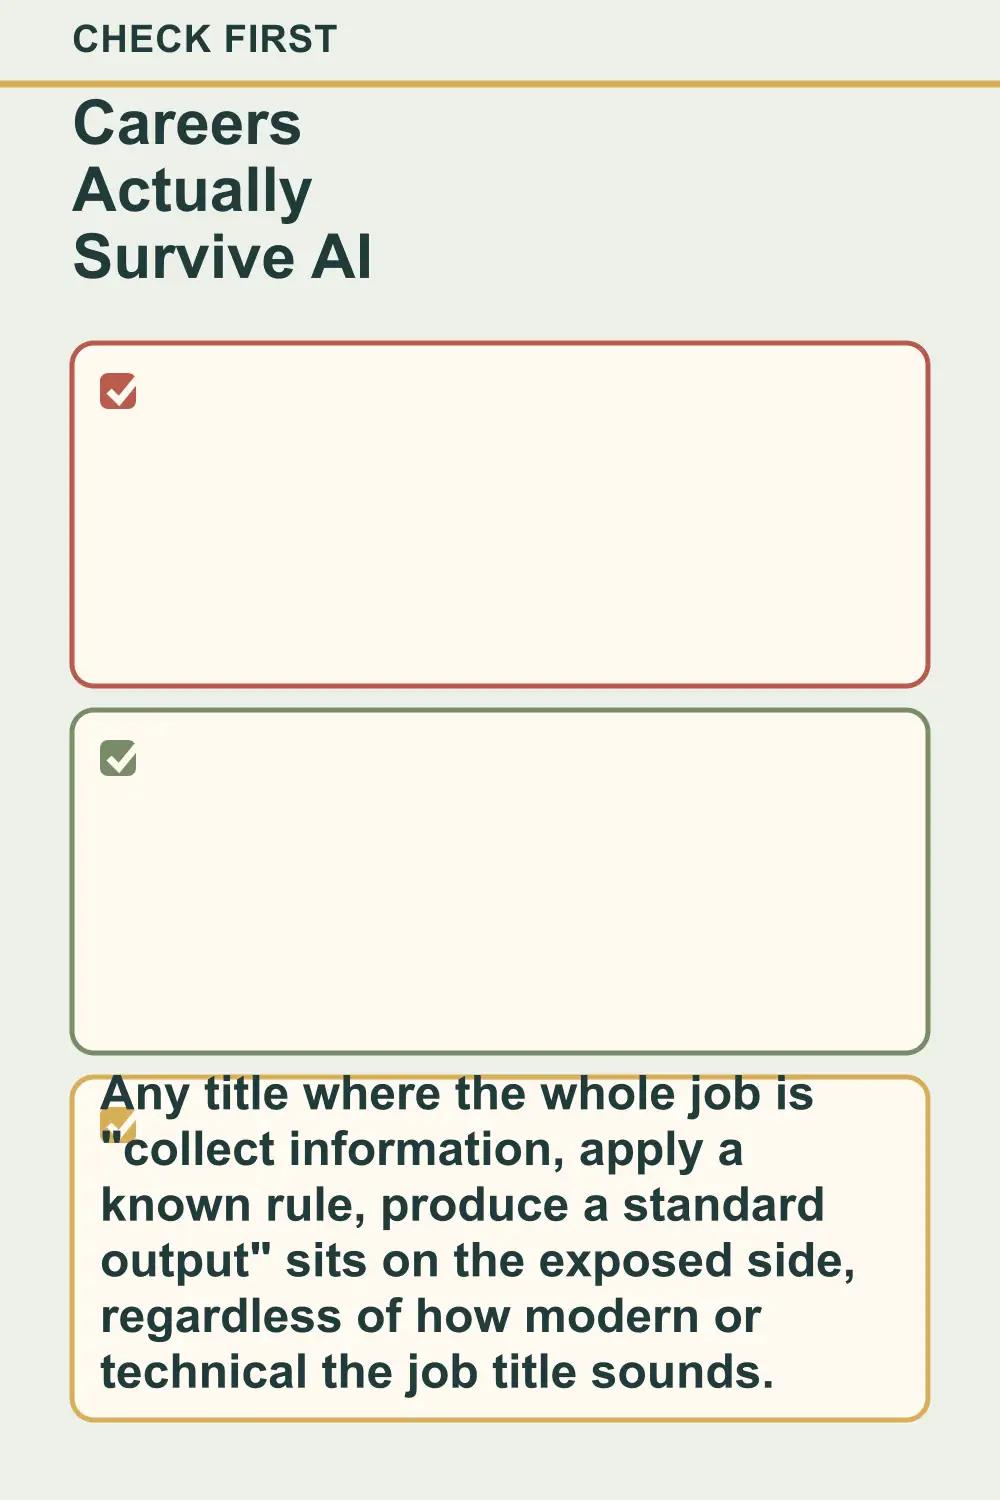 CHECK FIRST
Careers
Actually
Survive AI
Any title where the whole job is
"collect information, apply a
known rule, produce a standard
output" sits on the exposed side,
regardless of how modern or
technical the job title sounds.